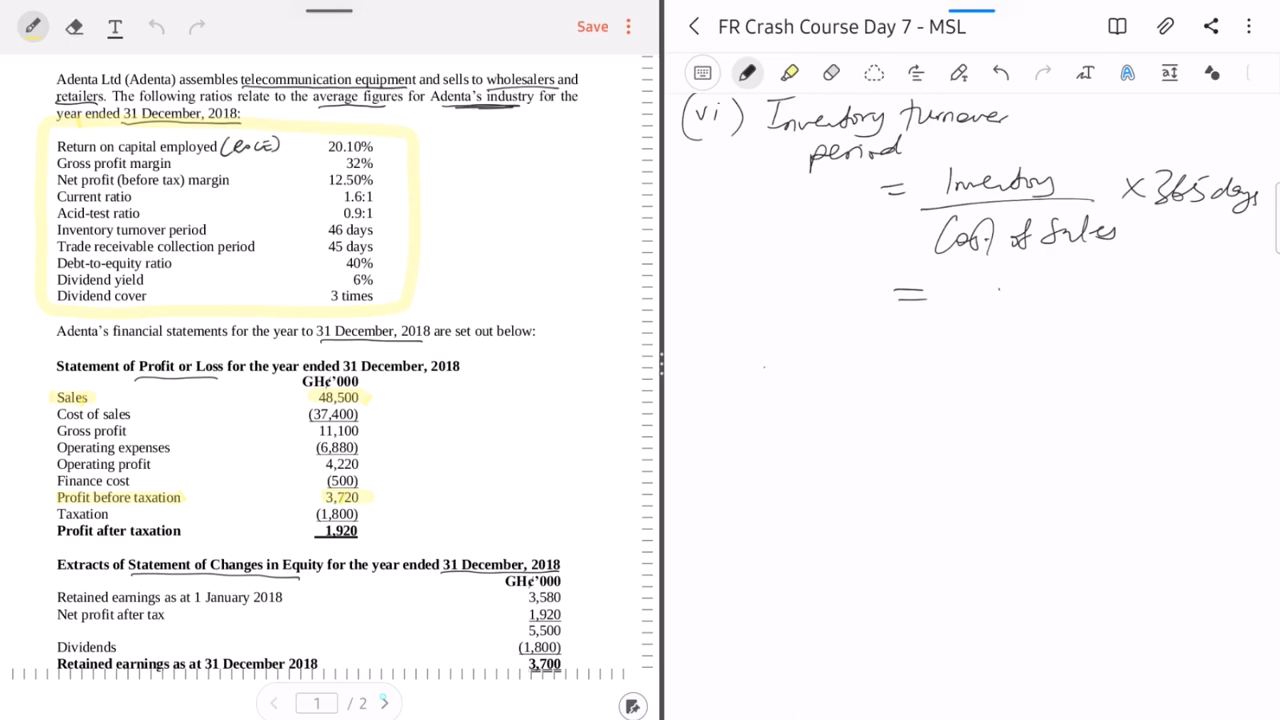 Save
FR Crash Course Day 7 - MSL
Adenta Ltd (Adenta) assembles telecommunication equipment and sells to wholesalers and
retailers. The following ratios relate to the average figures for Adenta's industry for the
year ended 31 December, 2018:
Return on capital employed (ROCE) 20.10%
Gross profit margin 32%
Net profit (before tax) margin 12.50%
Current ratio 1.6:1
Acid-test ratio 0.9:1
Inventory turnover period 46 days
Trade receivable collection period 45 days
Debt-to-equity ratio 40%
Dividend yield 6%
Dividend cover 3 times
Adenta's financial statements for the year to 31 December, 2018 are set out below:
Statement of Profit or Loss for the year ended 31 December, 2018
GH¢'000
Sales 48,500
Cost of sales (37,400)
Gross profit 11,100
Operating expenses (6,880)
Operating profit 4,220
Finance cost (500)
Profit before taxation 3,720
Taxation (1,800)
Profit after taxation 1,920
Extracts of Statement of Changes in Equity for the year ended 31 December, 2018
GH¢'000
Retained earnings as at 1 January 2018 3,580
Net profit after tax 1,920
5,500
Dividends (1,800)
Retained earnings as at 31 December 2018 3,700
1 / 2
(vi) Inventory turnover
period
= Inventory × 365 days
Cost of Sales
=